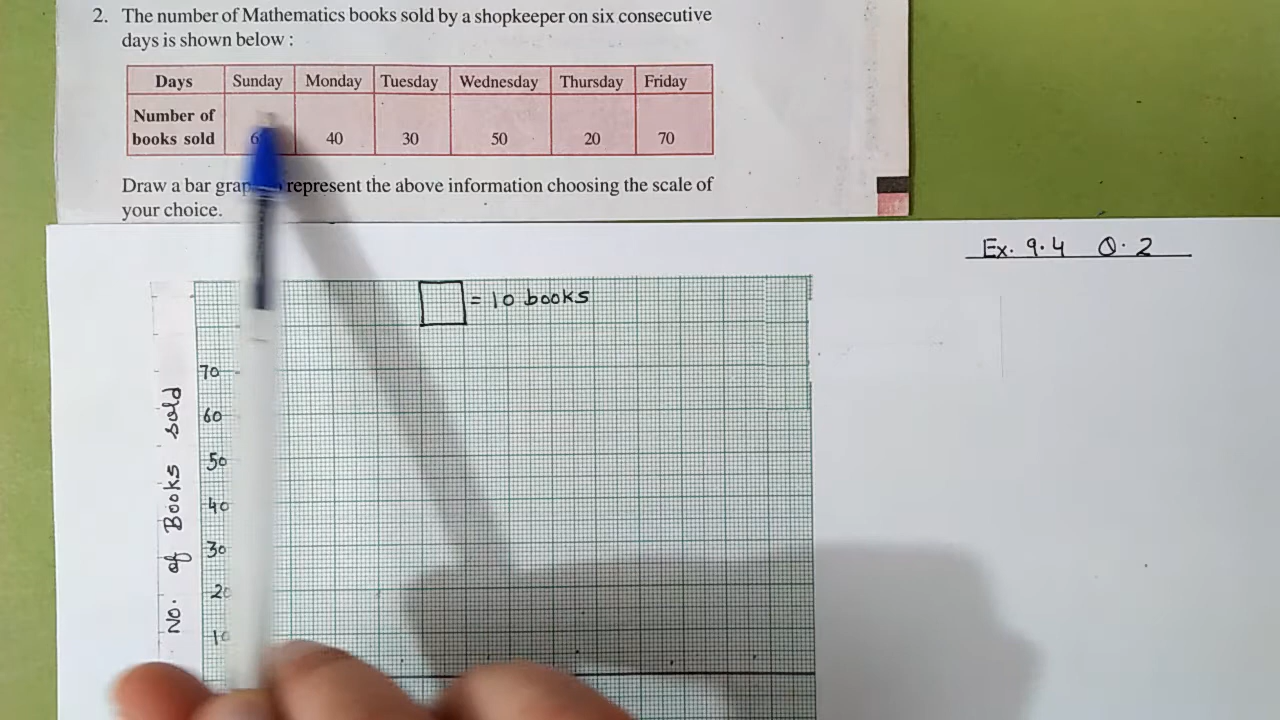 2. The number of Mathematics books sold by a shopkeeper on six consecutive
days is shown below :
Days Sunday Monday Tuesday Wednesday Thursday Friday
Number of
books sold 40 30 50 20 70
Draw a bar represent the above information choosing the scale of
your choice.
Ex. 9.4 Q. 2
= 10 books
70
60
50
40
30
20
10
No. of Books sold